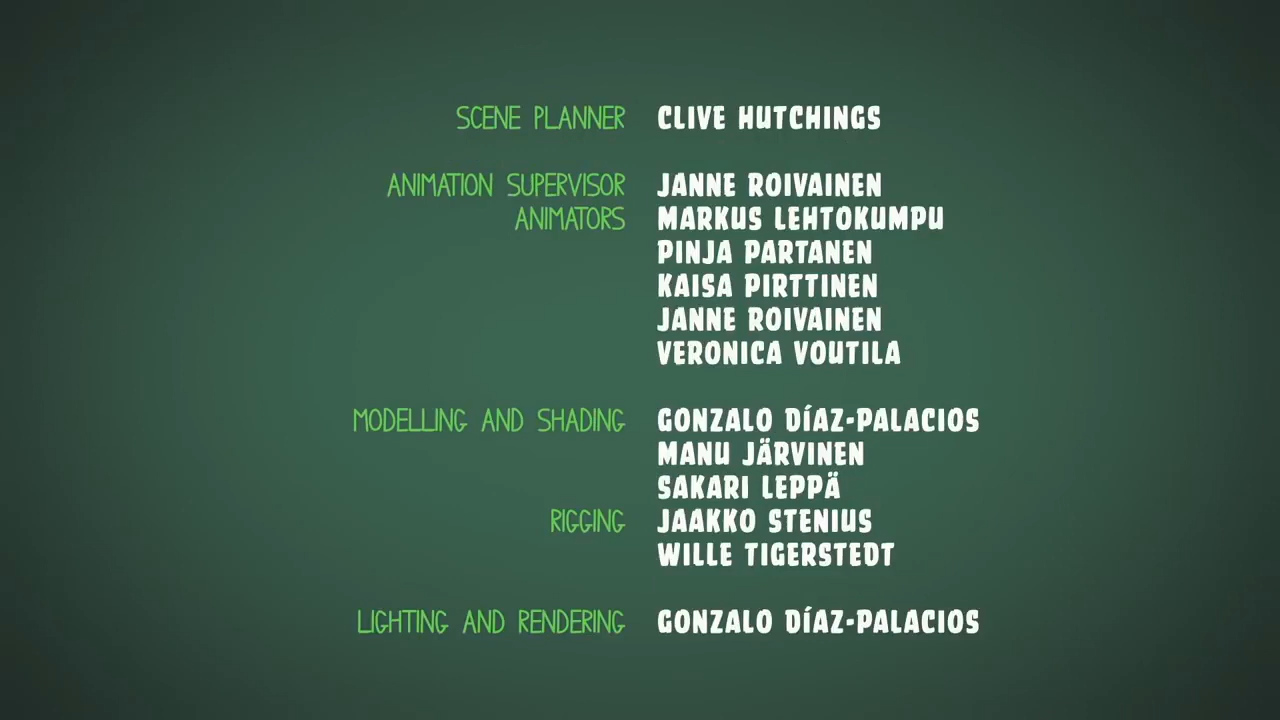 SCENE PLANNER CLIVE HUTCHINGS
ANIMATION SUPERVISOR JANNE ROIVAINEN
ANIMATORS MARKUS LEHTOKUMPU
PINJA PARTANEN
KAISA PIRTTINEN
JANNE ROIVAINEN
VERONICA VOUTILA
MODELLING AND SHADING GONZALO DÍAZ-PALACIOS
MANU JÄRVINEN
SAKARI LEPPÄ
RIGGING JAAKKO STENIUS
WILLE TIGERSTEDT
LIGHTING AND RENDERING GONZALO DÍAZ-PALACIOS